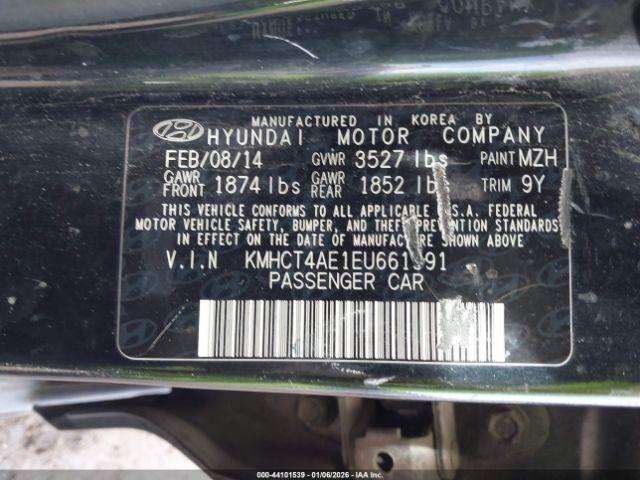 MANUFACTURED IN KOREA BY
HYUNDAI MOTOR COMPANY
FEB/08/14 GVWR 3527 lbs PAINT MZH
GAWR FRONT 1874 lbs GAWR REAR 1852 lbs TRIM 9Y
THIS VEHICLE CONFORMS TO ALL APPLICABLE U.S.A. FEDERAL
MOTOR VEHICLE SAFETY, BUMPER, AND THEFT PREVENTION STANDARDS
IN EFFECT ON THE DATE OF MANUFACTURE SHOWN ABOVE
V.I.N KMHCT4AE1EU661991
PASSENGER CAR
000-44101539 | 01/06/2026 - IAA Inc.